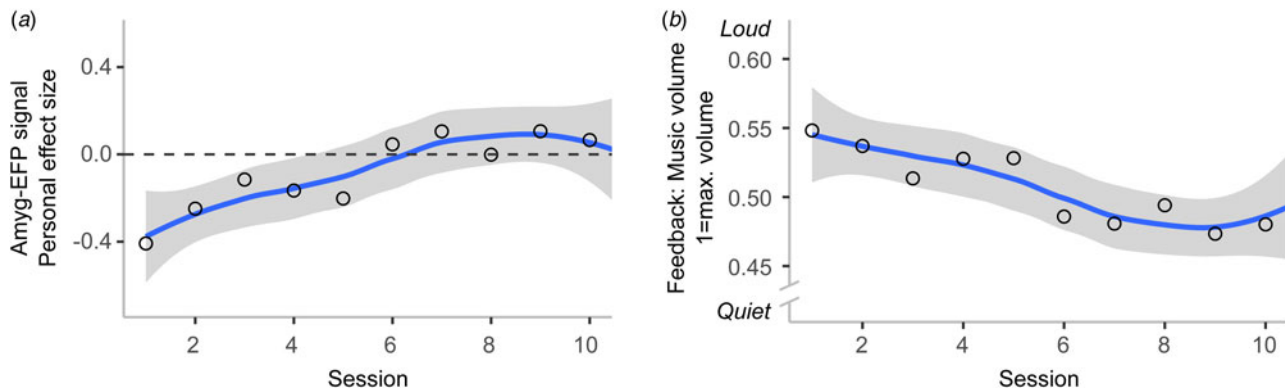 (a)
Amyg-EFP signal
Personal effect size
0.4
0.0
-0.4
2
4
6
8
10
Session
(b)
Feedback: Music volume
1=max. volume
Loud
0.60
0.55
0.50
0.45
Quiet
2
4
6
8
10
Session